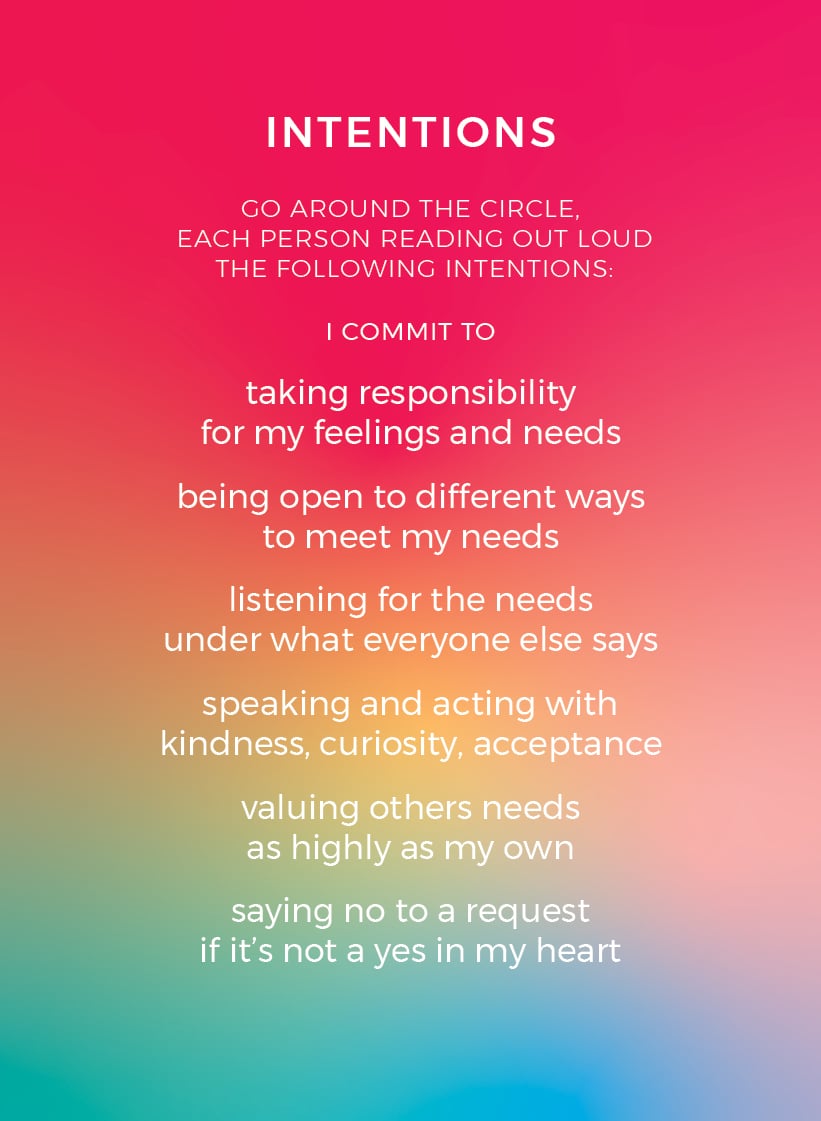 INTENTIONS
GO AROUND THE CIRCLE,
EACH PERSON READING OUT LOUD
THE FOLLOWING INTENTIONS:
I COMMIT TO
taking responsibility
for my feelings and needs
being open to different ways
to meet my needs
listening for the needs
under what everyone else says
speaking and acting with
kindness, curiosity, acceptance
valuing others needs
as highly as my own
saying no to a request
if it’s not a yes in my heart